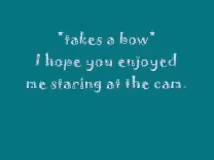 *takes a bow*
I hope you enjoyed
me staring at the cam.